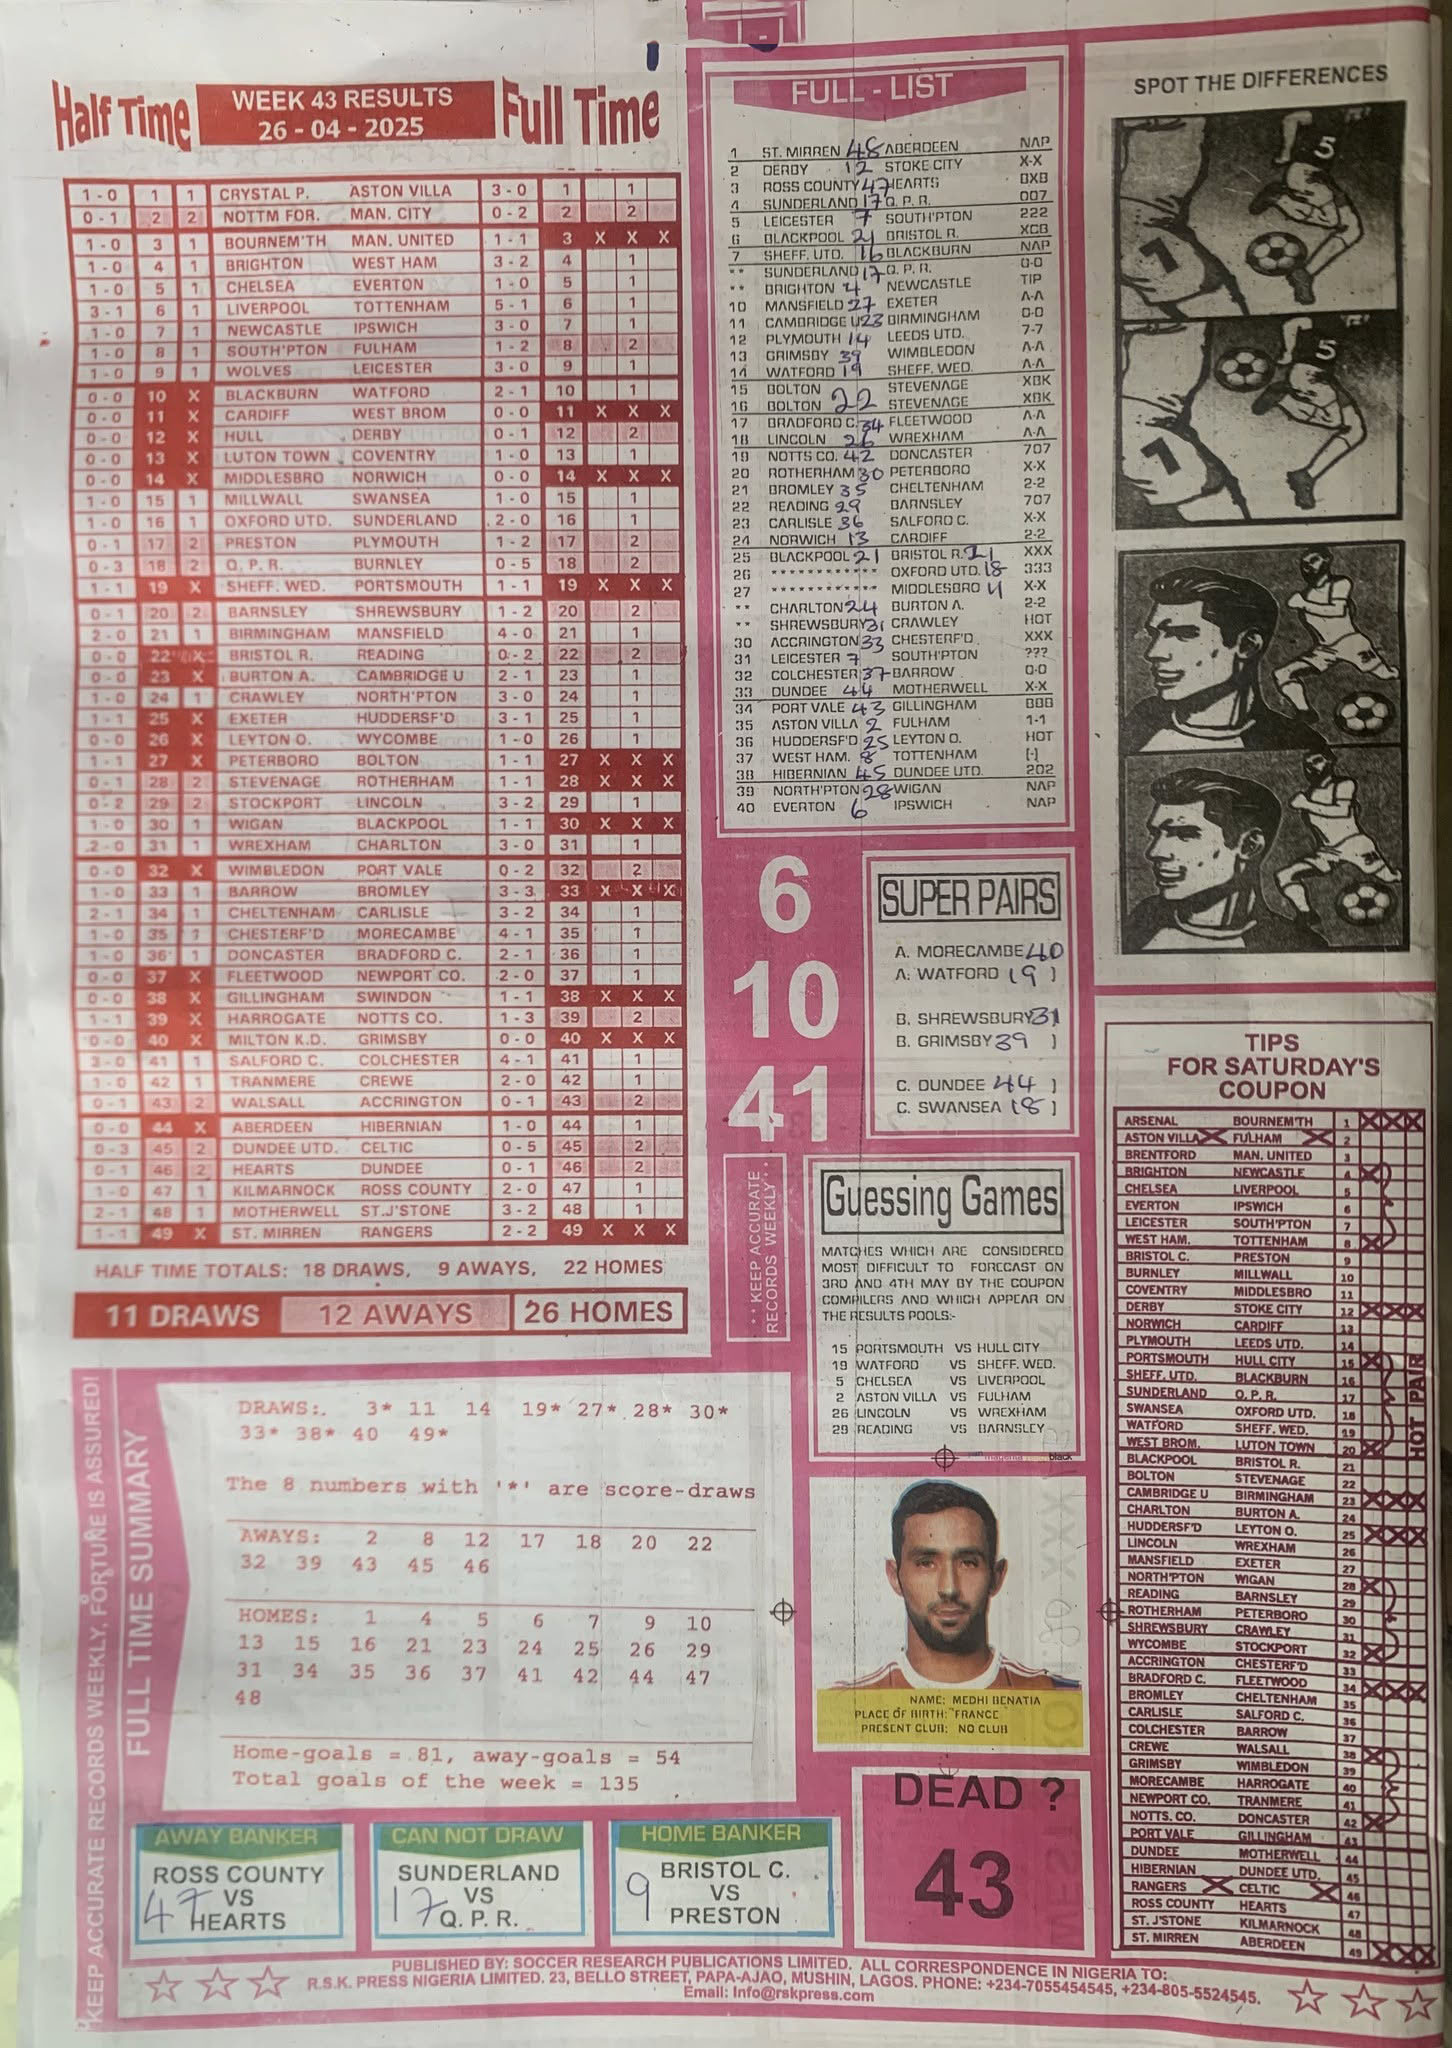 Half Time
WEEK 43 RESULTS
26 - 04 - 2025
Full Time
1-0 1 1 CRYSTAL P. ASTON VILLA 3-0 1 1
0-1 2 2 NOTTM FOR. MAN. CITY 0-2 2 2
1-0 3 1 BOURNEM'TH MAN. UNITED 1-1 3 X X X
1-0 4 1 BRIGHTON WEST HAM 3-2 4 1
1-0 5 1 CHELSEA EVERTON 1-0 5 1
3-1 6 1 LIVERPOOL TOTTENHAM 5-1 6 1
1-0 7 1 NEWCASTLE IPSWICH 3-0 7 1
1-0 8 1 SOUTH'PTON FULHAM 1-2 8 2
1-0 9 1 WOLVES LEICESTER 3-0 9 1
0-0 10 X BLACKBURN WATFORD 2-1 10 1
0-0 11 X CARDIFF WEST BROM 0-0 11 X X X
0-0 12 X HULL DERBY 0-1 12 2
0-0 13 X LUTON TOWN COVENTRY 1-0 13 1
0-0 14 X MIDDLESBRO NORWICH 0-0 14 X X X
1-0 15 1 MILLWALL SWANSEA 1-0 15 1
1-0 16 1 OXFORD UTD. SUNDERLAND 2-0 16 1
0-1 17 2 PRESTON PLYMOUTH 1-2 17 2
0-3 18 2 Q. P. R. BURNLEY 0-5 18 2
1-1 19 X SHEFF. WED. PORTSMOUTH 1-1 19 X X X
0-1 20 2 BARNSLEY SHREWSBURY 1-2 20 2
2-0 21 1 BIRMINGHAM MANSFIELD 4-0 21 1
0-0 22 X BRISTOL R. READING 0-2 22 2
0-0 23 X BURTON A. CAMBRIDGE U 2-1 23 1
1-0 24 1 CRAWLEY NORTH'PTON 3-0 24 1
1-1 25 X EXETER HUDDERSF'D 3-1 25 1
0-0 26 X LEYTON O. WYCOMBE 1-0 26 1
1-1 27 X PETERBORO BOLTON 1-1 27 X X X
0-1 28 2 STEVENAGE ROTHERHAM 1-1 28 X X X
0-2 29 2 STOCKPORT LINCOLN 3-2 29 1
1-0 30 1 WIGAN BLACKPOOL 1-1 30 X X X
2-0 31 1 WREXHAM CHARLTON 3-0 31 1
0-0 32 X WIMBLEDON PORT VALE 0-2 32 2
1-0 33 1 BARROW BROMLEY 3-3 33 X X X
2-1 34 1 CHELTENHAM CARLISLE 3-2 34 1
1-0 35 1 CHESTERF'D MORECAMBE 4-1 35 1
1-0 36 1 DONCASTER BRADFORD C. 2-1 36 1
0-0 37 X FLEETWOOD NEWPORT CO. 2-0 37 1
0-0 38 X GILLINGHAM SWINDON 1-1 38 X X X
1-1 39 X HARROGATE NOTTS CO. 1-3 39 2
0-0 40 X MILTON K.D. GRIMSBY 0-0 40 X X X
3-0 41 1 SALFORD C. COLCHESTER 4-1 41 1
1-0 42 1 TRANMERE CREWE 2-0 42 1
0-1 43 2 WALSALL ACCRINGTON 0-1 43 2
0-0 44 X ABERDEEN HIBERNIAN 1-0 44 1
0-3 45 2 DUNDEE UTD. CELTIC 0-5 45 2
0-1 46 2 HEARTS DUNDEE 0-1 46 2
1-0 47 1 KILMARNOCK ROSS COUNTY 2-0 47 1
2-1 48 1 MOTHERWELL ST.J'STONE 3-2 48 1
1-1 49 X ST. MIRREN RANGERS 2-2 49 X X X
HALF TIME TOTALS: 18 DRAWS, 9 AWAYS, 22 HOMES
11 DRAWS 12 AWAYS 26 HOMES
FULL - LIST
1 ST. MIRREN 48 ABERDEEN NAP
2 DERBY 12 STOKE CITY X-X
3 ROSS COUNTY 47 HEARTS BXB
4 SUNDERLAND 17 Q. P. R. 007
5 LEICESTER 7 SOUTH'PTON 222
6 BLACKPOOL 21 BRISTOL R. XCB
7 SHEFF. UTD. 16 BLACKBURN NAP
** SUNDERLAND 17 Q. P. R. 0-0
** BRIGHTON 4 NEWCASTLE TIP
10 MANSFIELD 27 EXETER A-A
11 CAMBRIDGE U 23 BIRMINGHAM 0-0
12 PLYMOUTH 14 LEEDS UTD. 7-7
13 GRIMSBY 39 WIMBLEDON A-A
14 WATFORD 19 SHEFF. WED. A-A
15 BOLTON STEVENAGE XBK
16 BOLTON 22 STEVENAGE XBK
17 BRADFORD C. 34 FLEETWOOD A-A
18 LINCOLN 26 WREXHAM A-A
19 NOTTS CO. 42 DONCASTER 707
20 ROTHERHAM 30 PETERBORO X-X
21 BROMLEY 35 CHELTENHAM 2-2
22 READING 29 BARNSLEY 707
23 CARLISLE 36 SALFORD C. X-X
24 NORWICH 13 CARDIFF 2-2
25 BLACKPOOL 21 BRISTOL R. 21 XXX
26 *********** OXFORD UTD. 18 333
27 *********** MIDDLESBRO 11 X-X
** CHARLTON 24 BURTON A. 2-2
** SHREWSBURY 31 CRAWLEY HOT
30 ACCRINGTON 33 CHESTERF'D XXX
31 LEICESTER 7 SOUTH'PTON ???
32 COLCHESTER 37 BARROW 0-0
33 DUNDEE 44 MOTHERWELL X-X
34 PORT VALE 43 GILLINGHAM BBB
35 ASTON VILLA 2 FULHAM 1-1
36 HUDDERSF'D 25 LEYTON O. HOT
37 WEST HAM. 8 TOTTENHAM [-]
38 HIBERNIAN 45 DUNDEE UTD. 202
39 NORTH'PTON 28 WIGAN NAP
40 EVERTON 6 IPSWICH NAP
6
10
41
** KEEP ACCURATE RECORDS WEEKLY **
SUPER PAIRS
A. MORECAMBE 40
A. WATFORD 19 )
B. SHREWSBURY 31
B. GRIMSBY 39 )
C. DUNDEE 44 )
C. SWANSEA 18 )
Guessing Games
MATCHES WHICH ARE CONSIDERED
MOST DIFFICULT TO FORECAST ON
3RD AND 4TH MAY BY THE COUPON
COMPILERS AND WHICH APPEAR ON
THE RESULTS POOLS:-
15 PORTSMOUTH VS HULL CITY
19 WATFORD VS SHEFF. WED.
5 CHELSEA VS LIVERPOOL
2 ASTON VILLA VS FULHAM
26 LINCOLN VS WREXHAM
29 READING VS BARNSLEY
black
NAME: MEDHI BENATIA
PLACE OF BIRTH: FRANCE
PRESENT CLUB: NO CLUB
DEAD ?
43
SPOT THE DIFFERENCES
5
1
5
1
TIPS
FOR SATURDAY'S
COUPON
ARSENAL BOURNEM'TH 1 XXX
ASTON VILLA X FULHAM X 2
BRENTFORD MAN. UNITED 3
BRIGHTON NEWCASTLE 4 X
CHELSEA LIVERPOOL 5
EVERTON IPSWICH 6
LEICESTER SOUTH'PTON 7
WEST HAM. TOTTENHAM 8 X
BRISTOL C. PRESTON 9
BURNLEY MILLWALL 10
COVENTRY MIDDLESBRO 11
DERBY STOKE CITY 12 XXX
NORWICH CARDIFF 13
PLYMOUTH LEEDS UTD. 14
PORTSMOUTH HULL CITY 15 X
SHEFF. UTD. BLACKBURN 16
SUNDERLAND Q. P. R. 17
SWANSEA OXFORD UTD. 18
WATFORD SHEFF. WED. 19
WEST BROM. LUTON TOWN 20 X
HOT PAIR
BLACKPOOL BRISTOL R. 21
BOLTON STEVENAGE 22
CAMBRIDGE U BIRMINGHAM 23 XXX
CHARLTON BURTON A. 24
HUDDERSF'D LEYTON O. 25 XXX
LINCOLN WREXHAM 26
MANSFIELD EXETER 27
NORTH'PTON WIGAN 28 X
READING BARNSLEY 29
ROTHERHAM PETERBORO 30
SHREWSBURY CRAWLEY 31
WYCOMBE STOCKPORT 32 X
ACCRINGTON CHESTERF'D 33
BRADFORD C. FLEETWOOD 34 XXX
BROMLEY CHELTENHAM 35
CARLISLE SALFORD C. 36
COLCHESTER BARROW 37
CREWE WALSALL 38 X
GRIMSBY WIMBLEDON 39
MORECAMBE HARROGATE 40
NEWPORT CO. TRANMERE 41
NOTTS. CO. DONCASTER 42 X
PORT VALE GILLINGHAM 43
DUNDEE MOTHERWELL 44
HIBERNIAN DUNDEE UTD. 45
RANGERS X CELTIC X 46
ROSS COUNTY HEARTS 47
ST. J'STONE KILMARNOCK 48
ST. MIRREN ABERDEEN 49 XXX
KEEP ACCURATE RECORDS WEEKLY, FORTUNE IS ASSURED!
FULL TIME SUMMARY
DRAWS:. 3* 11 14 19* 27* 28* 30*
33* 38* 40 49*
The 8 numbers with '*' are score-draws
AWAYS: 2 8 12 17 18 20 22
32 39 43 45 46
HOMES: 1 4 5 6 7 9 10
13 15 16 21 23 24 25 26 29
31 34 35 36 37 41 42 44 47
48
Home-goals = 81, away-goals = 54
Total goals of the week = 135
AWAY BANKER
ROSS COUNTY
47 VS
HEARTS
CAN NOT DRAW
SUNDERLAND
17 VS
Q. P. R.
HOME BANKER
BRISTOL C.
9 VS
PRESTON
PUBLISHED BY: SOCCER RESEARCH PUBLICATIONS LIMITED. ALL CORRESPONDENCE IN NIGERIA TO:
R.S.K. PRESS NIGERIA LIMITED. 23, BELLO STREET, PAPA-AJAO, MUSHIN, LAGOS. PHONE: +234-7055454545, +234-805-5524545.
Email: Info@rskpress.com